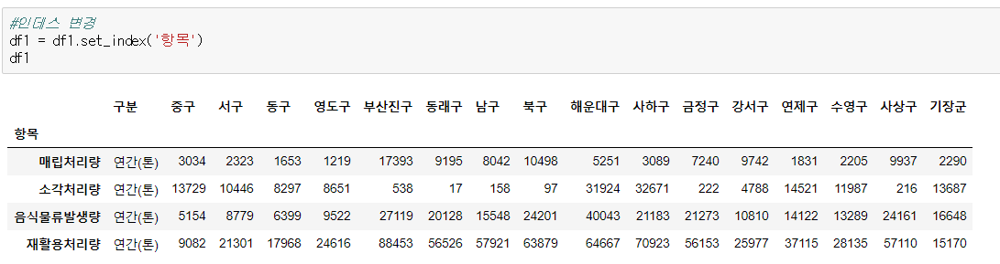 #인데스 변경
df1 = df1.set_index('항목')
df1
구분 중구 서구 동구 영도구 부산진구 동래구 남구 북구 해운대구 사하구 금정구 강서구 연제구 수영구 사상구 기장군
항목
매립처리량 연간(톤) 3034 2323 1653 1219 17393 9195 8042 10498 5251 3089 7240 9742 1831 2205 9937 2290
소각처리량 연간(톤) 13729 10446 8297 8651 538 17 158 97 31924 32671 222 4788 14521 11987 216 13687
음식물류발생량 연간(톤) 5154 8779 6399 9522 27119 20128 15548 24201 40043 21183 21273 10810 14122 13289 24161 16648
재활용처리량 연간(톤) 9082 21301 17968 24616 88453 56526 57921 63879 64667 70923 56153 25977 37115 28135 57110 15170